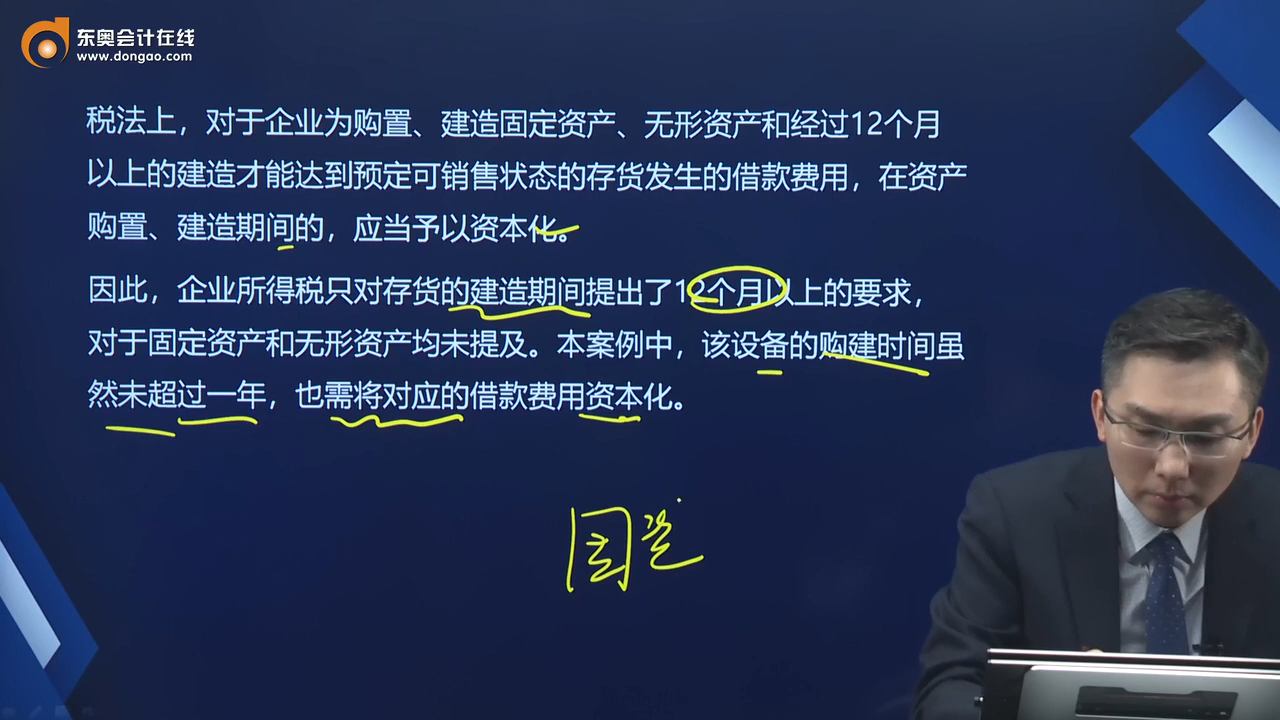 东奥会计在线
www.dongao.com
税法上，对于企业为购置、建造固定资产、无形资产和经过12个月
以上的建造才能达到预定可销售状态的存货发生的借款费用，在资产
购置、建造期间的，应当予以资本化。
因此，企业所得税只对存货的建造期间提出了12个月以上的要求，
对于固定资产和无形资产均未提及。本案例中，该设备的购建时间虽
然未超过一年，也需将对应的借款费用资本化。